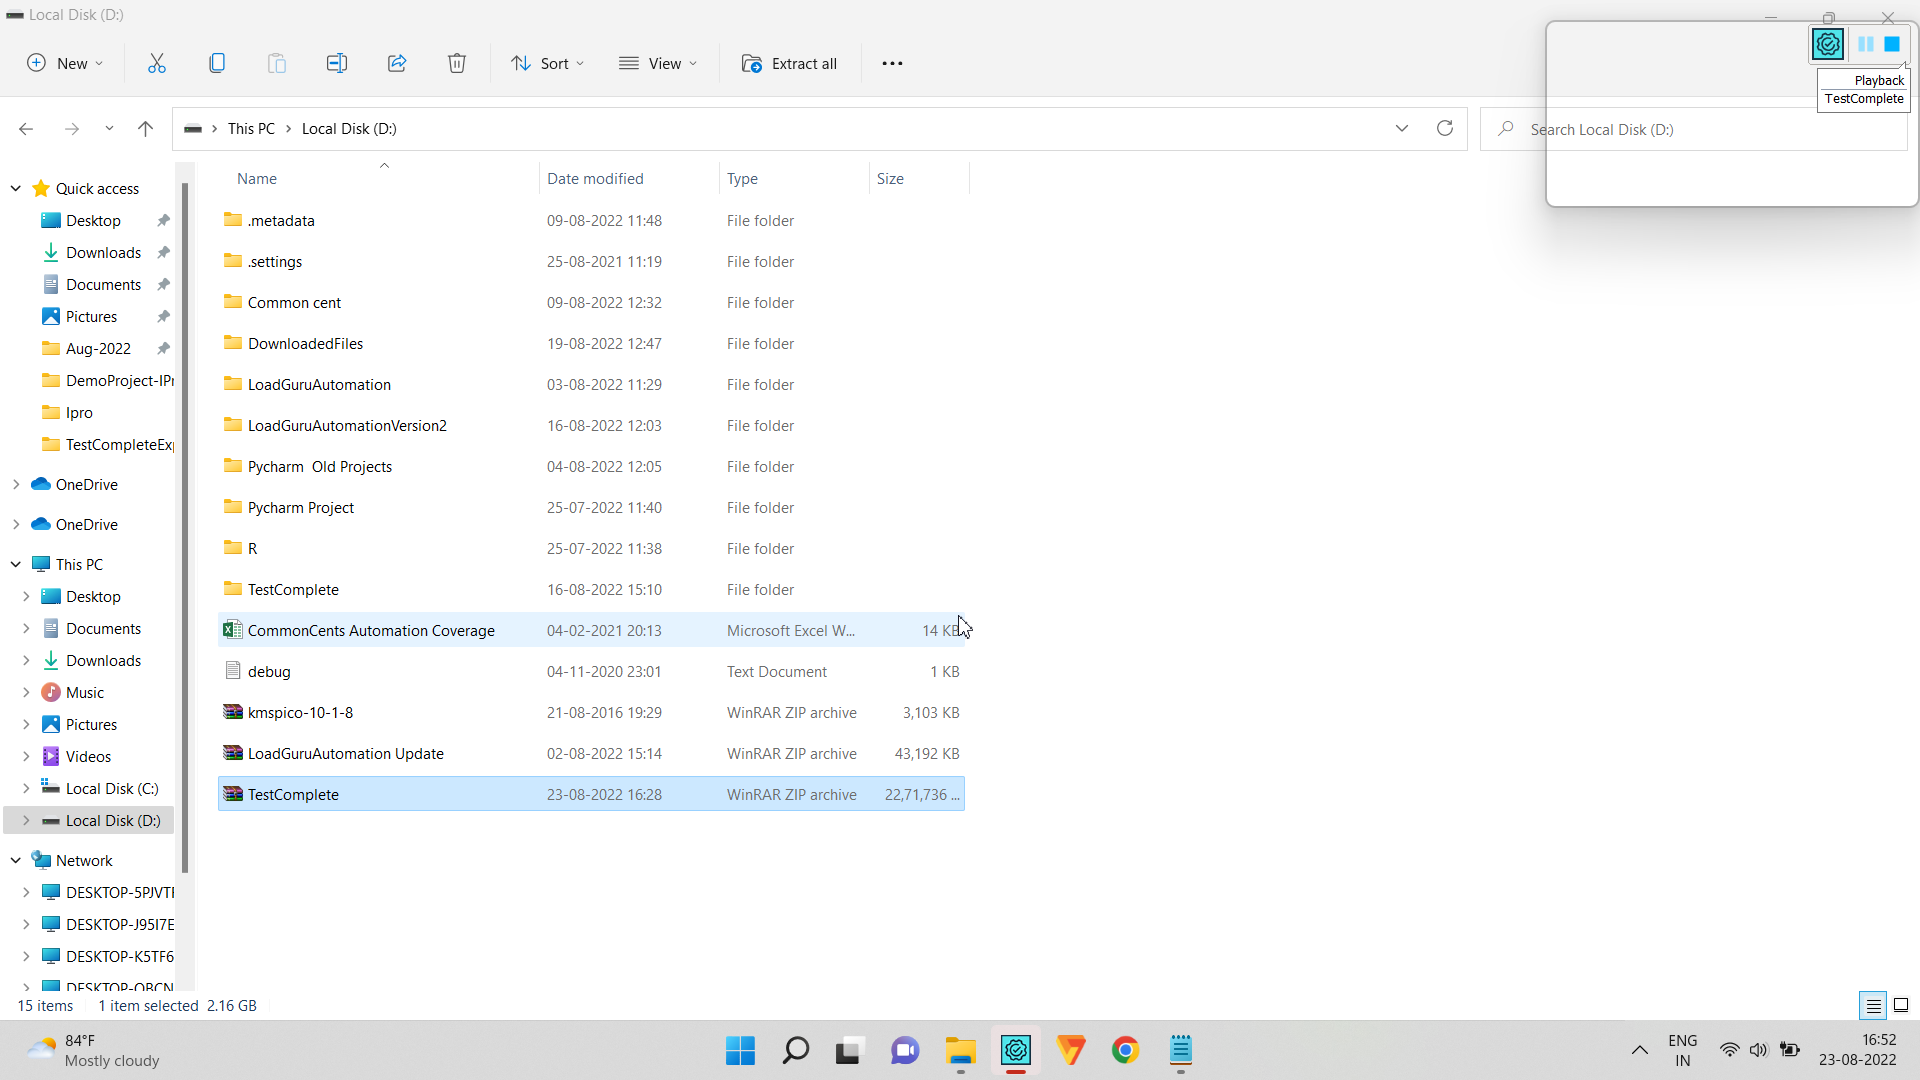 Local Disk (D:)
New
Sort
View
Extract all
Playback
TestComplete
This PC
Local Disk (D:)
Search Local Disk (D:)
Name
Date modified
Type
Size
Quick access
Desktop
Downloads
Documents
Pictures
Aug-2022
DemoProject-IPr
Ipro
TestCompleteExp
OneDrive
OneDrive
This PC
Desktop
Documents
Downloads
Music
Pictures
Videos
Local Disk (C:)
Local Disk (D:)
Network
DESKTOP-5PJVTF
DESKTOP-J95I7E
DESKTOP-K5TF6
DESKTOP-QBCN
.metadata 09-08-2022 11:48 File folder
.settings 25-08-2021 11:19 File folder
Common cent 09-08-2022 12:32 File folder
DownloadedFiles 19-08-2022 12:47 File folder
LoadGuruAutomation 03-08-2022 11:29 File folder
LoadGuruAutomationVersion2 16-08-2022 12:03 File folder
Pycharm  Old Projects 04-08-2022 12:05 File folder
Pycharm Project 25-07-2022 11:40 File folder
R 25-07-2022 11:38 File folder
TestComplete 16-08-2022 15:10 File folder
CommonCents Automation Coverage 04-02-2021 20:13 Microsoft Excel W... 14 KB
debug 04-11-2020 23:01 Text Document 1 KB
kmspico-10-1-8 21-08-2016 19:29 WinRAR ZIP archive 3,103 KB
LoadGuruAutomation Update 02-08-2022 15:14 WinRAR ZIP archive 43,192 KB
TestComplete 23-08-2022 16:28 WinRAR ZIP archive 22,71,736 ...
15 items 1 item selected 2.16 GB
84°F
Mostly cloudy
ENG
IN
16:52
23-08-2022